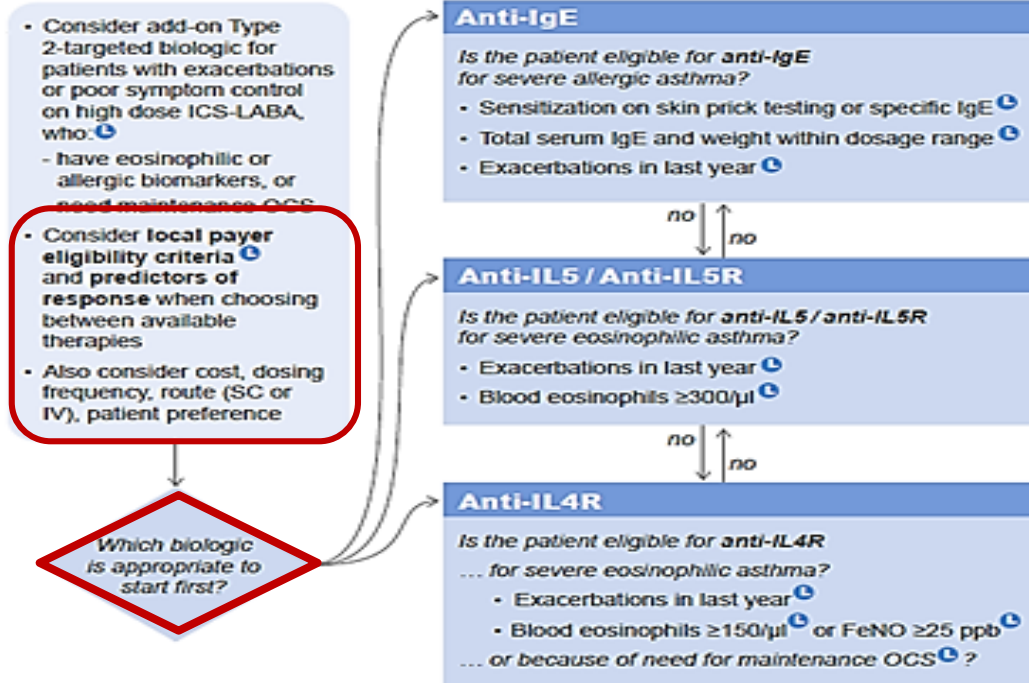 • Consider add-on Type
2-targeted biologic for
patients with exacerbations
or poor symptom control
on high dose ICS-LABA,
who:
- have eosinophilic or
allergic biomarkers, or
need maintenance OCS
• Consider local payer
eligibility criteria
and predictors of
response when choosing
between available
therapies
• Also consider cost, dosing
frequency, route (SC or
IV), patient preference
Which biologic
is appropriate to
start first?
Anti-IgE
Is the patient eligible for anti-IgE
for severe allergic asthma?
• Sensitization on skin prick testing or specific IgE
• Total serum IgE and weight within dosage range
• Exacerbations in last year
no
no
Anti-IL5 / Anti-IL5R
Is the patient eligible for anti-IL5 / anti-IL5R
for severe eosinophilic asthma?
• Exacerbations in last year
• Blood eosinophils ≥300/µl
no
no
Anti-IL4R
Is the patient eligible for anti-IL4R
... for severe eosinophilic asthma?
• Exacerbations in last year
• Blood eosinophils ≥150/µl or FeNO ≥25 ppb
... or because of need for maintenance OCS ?